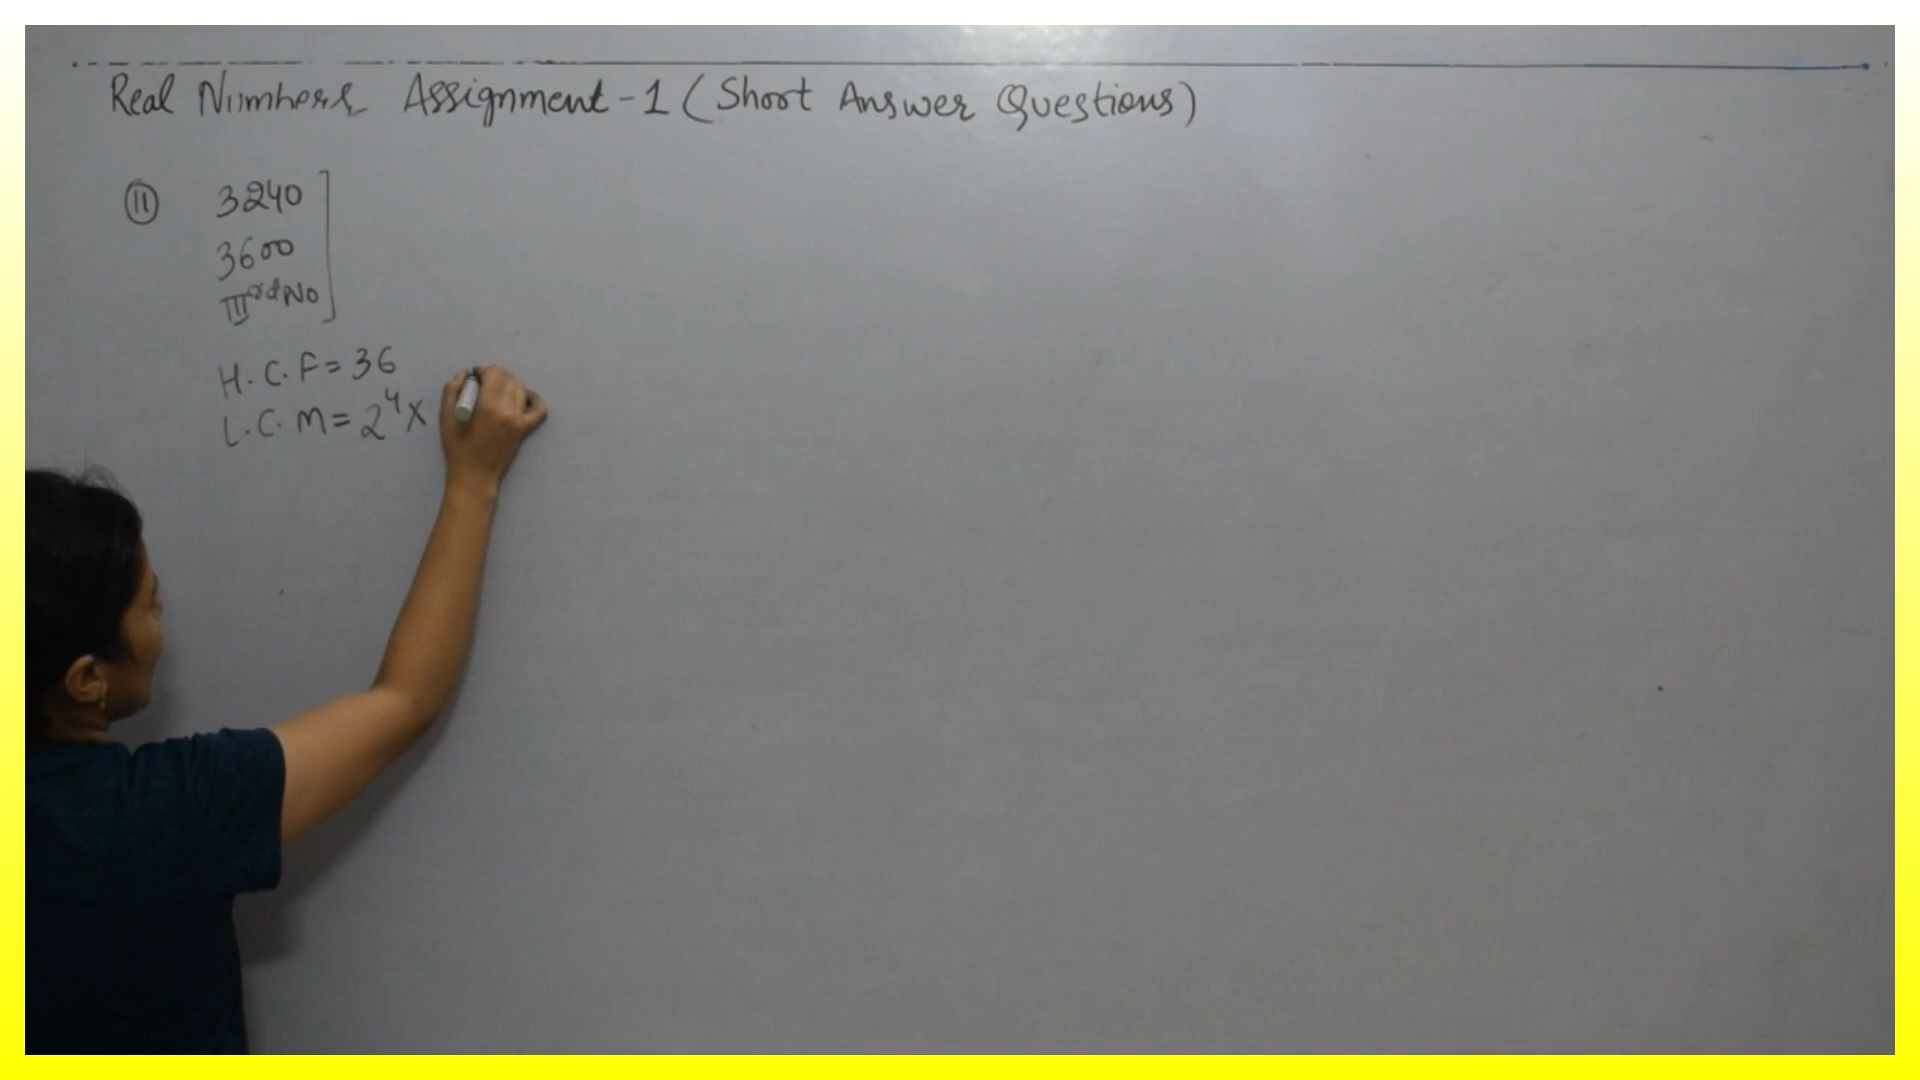 Real Numbers Assignment-1 (Short Answer Questions)
11 3240
3600
IIIrd No
H.C.F = 36
L.C.M = 2⁴ x